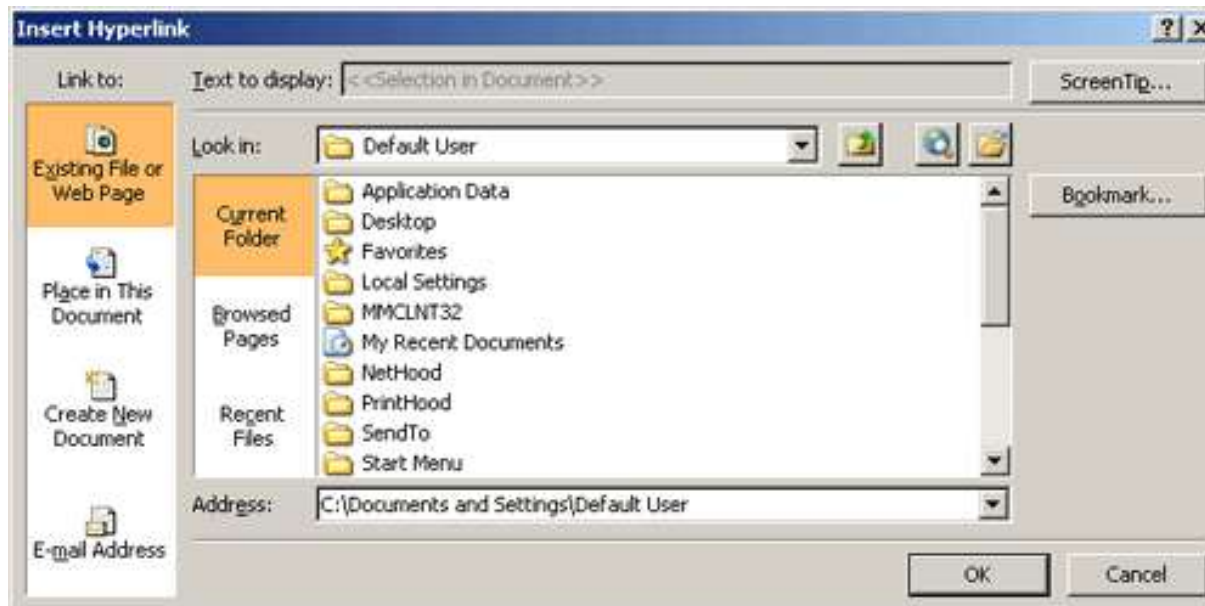 Insert Hyperlink
Link to:
Text to display: <<Selection in Document>>
ScreenTip...
Existing File or
Web Page
Place in This
Document
Create New
Document
E-mail Address
Look in: Default User
Bookmark...
Current
Folder
Browsed
Pages
Recent
Files
Application Data
Desktop
Favorites
Local Settings
MMCLNT32
My Recent Documents
NetHood
PrintHood
SendTo
Start Menu
Address: C:\Documents and Settings\Default User
OK
Cancel